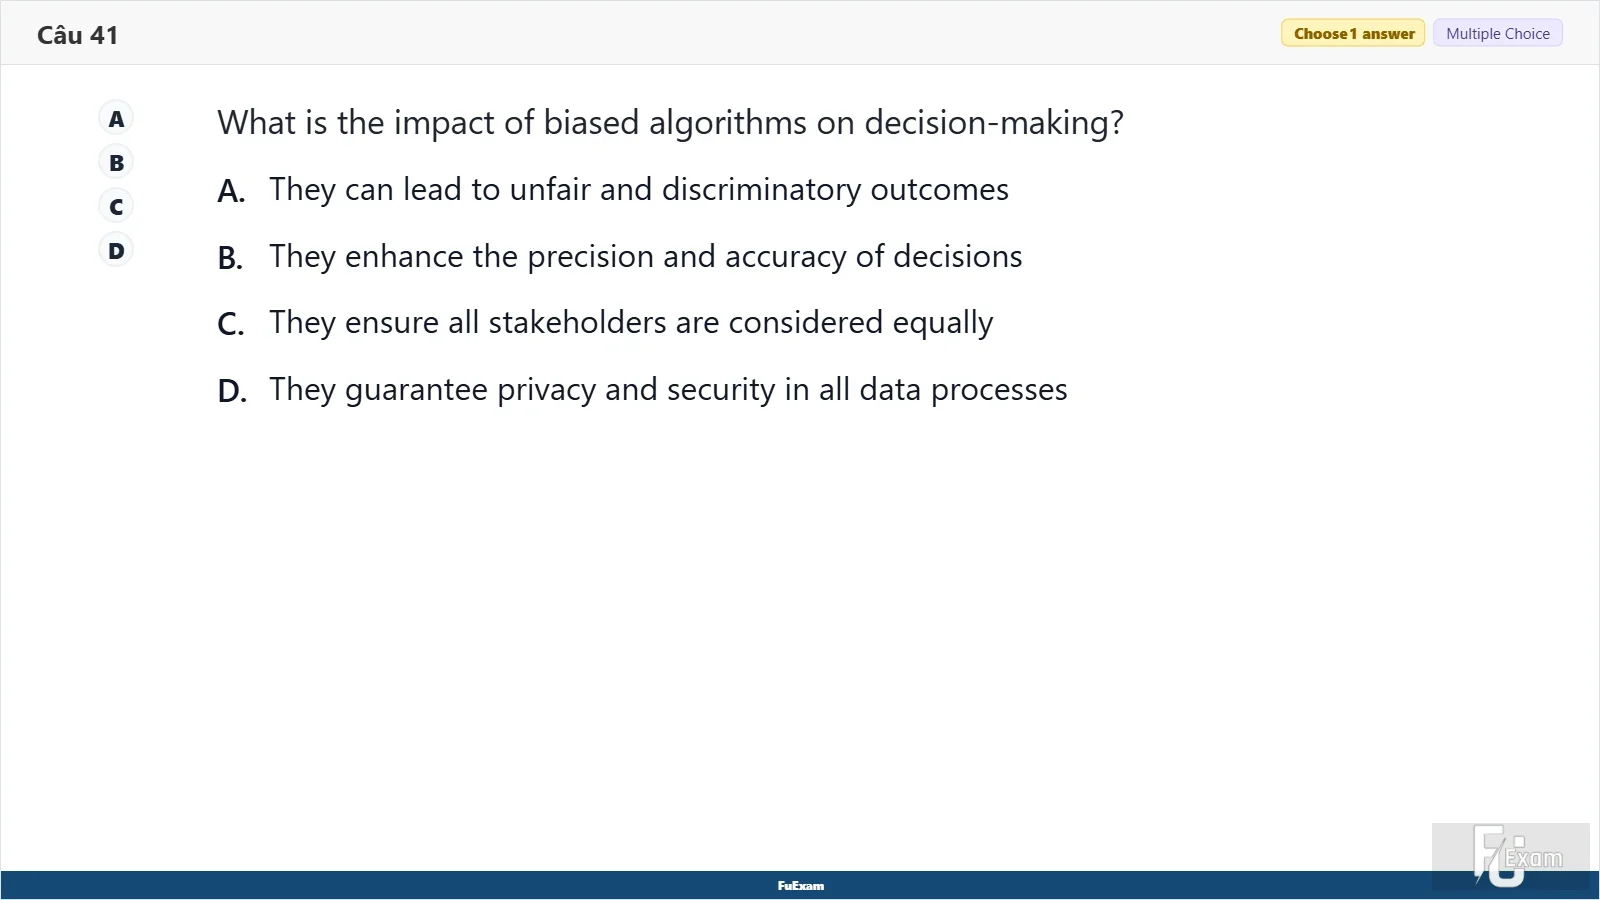 Câu 41
Choose 1 answer
Multiple Choice
A
B
C
D
What is the impact of biased algorithms on decision-making?
A. They can lead to unfair and discriminatory outcomes
B. They enhance the precision and accuracy of decisions
C. They ensure all stakeholders are considered equally
D. They guarantee privacy and security in all data processes
FU Exam
FuExam